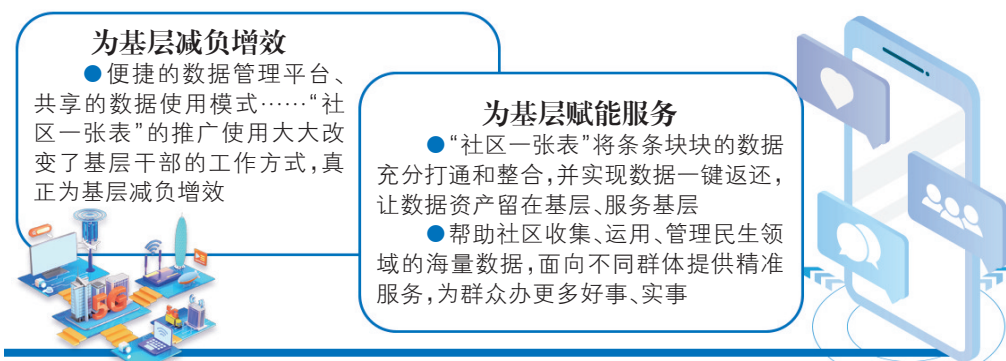 为基层减负增效
●便捷的数据管理平台、
共享的数据使用模式……“社
区一张表”的推广使用大大改
变了基层干部的工作方式,真
正为基层减负增效
为基层赋能服务
●“社区一张表”将条条块块的数据
充分打通和整合,并实现数据一键返还,
让数据资产留在基层、服务基层
●帮助社区收集、运用、管理民生领
域的海量数据,面向不同群体提供精准
服务,为群众办更多好事、实事
5G